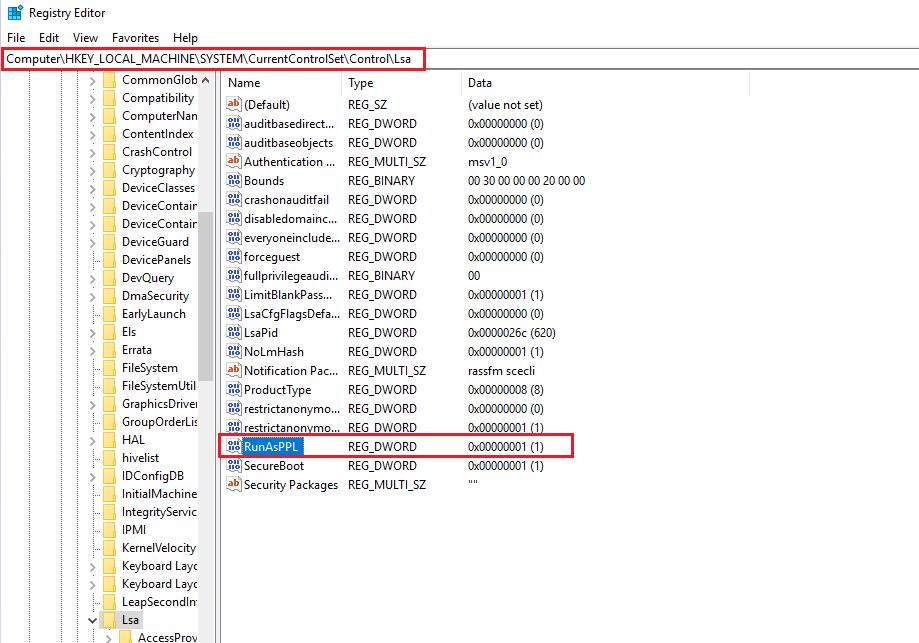 Registry Editor
File Edit View Favorites Help
Computer\HKEY_LOCAL_MACHINE\SYSTEM\CurrentControlSet\Control\Lsa
CommonGlob
Compatibility
ComputerNan
ContentIndex
CrashControl
Cryptography
DeviceClasses
DeviceContain
DeviceContain
DeviceGuard
DevicePanels
DevQuery
DmaSecurity
EarlyLaunch
Els
Errata
FileSystem
FileSystemUtil
GraphicsDriver
GroupOrderLis
HAL
hivelist
IDConfigDB
InitialMachine
IntegrityServic
IPMI
KernelVelocity
Keyboard Layo
Keyboard Layo
LeapSecondIn
Lsa
AccessProv
Name Type Data
ab (Default) REG_SZ (value not set)
auditbasedirect... REG_DWORD 0x00000000 (0)
auditbaseobjects REG_DWORD 0x00000000 (0)
ab Authentication ... REG_MULTI_SZ msv1_0
Bounds REG_BINARY 00 30 00 00 00 20 00 00
crashonauditfail REG_DWORD 0x00000000 (0)
disabledomainc... REG_DWORD 0x00000000 (0)
everyoneinclude... REG_DWORD 0x00000000 (0)
forceguest REG_DWORD 0x00000000 (0)
fullprivilegeaudi... REG_BINARY 00
LimitBlankPass... REG_DWORD 0x00000001 (1)
LsaCfgFlagsDefa... REG_DWORD 0x00000000 (0)
LsaPid REG_DWORD 0x0000026c (620)
NoLmHash REG_DWORD 0x00000001 (1)
ab Notification Pac... REG_MULTI_SZ rassfm scecli
ProductType REG_DWORD 0x00000008 (8)
restrictanonymo... REG_DWORD 0x00000000 (0)
restrictanonymo... REG_DWORD 0x00000001 (1)
RunAsPPL REG_DWORD 0x00000001 (1)
SecureBoot REG_DWORD 0x00000001 (1)
ab Security Packages REG_MULTI_SZ ""